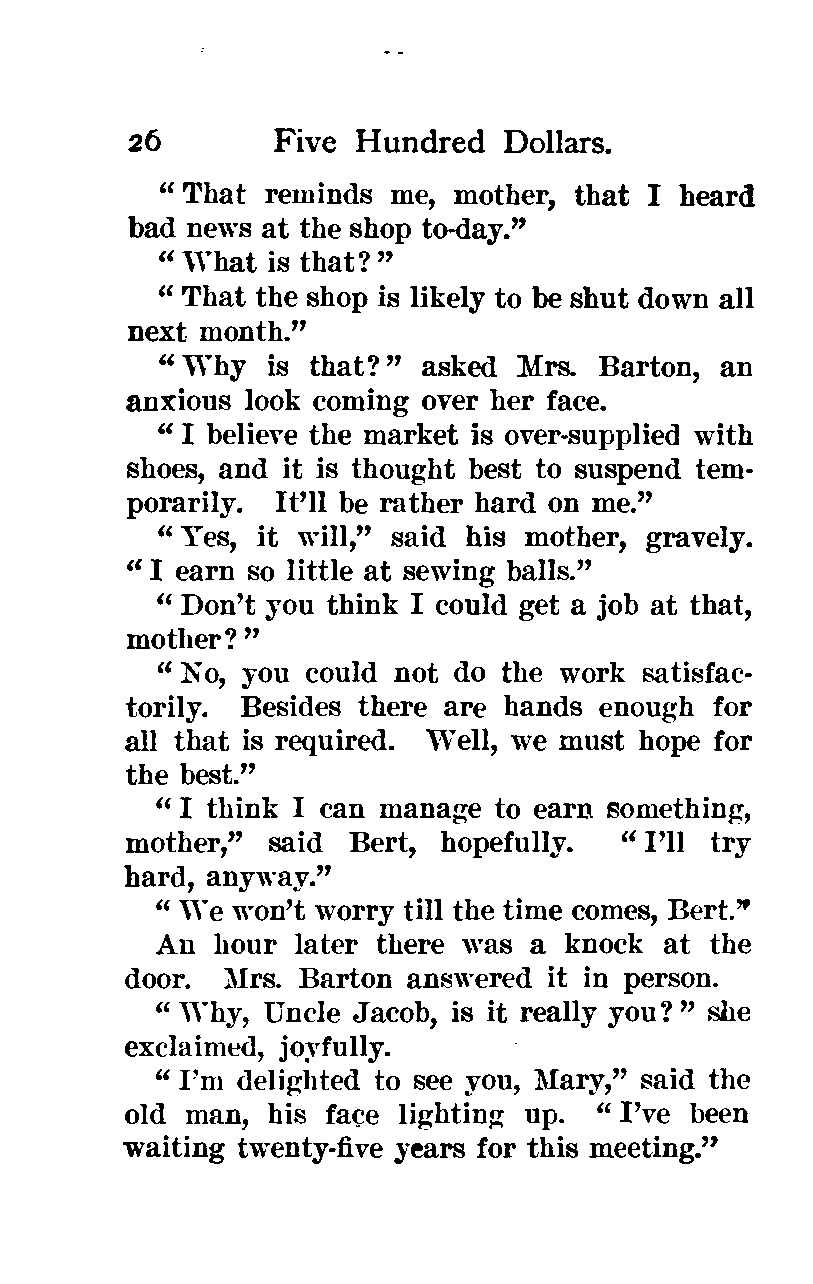 26 Five Hundred Dollars.
“That reminds me, mother, that I heard
bad news at the shop to-day.”
“What is that?”
“That the shop is likely to be shut down all
next month.”
“Why is that?” asked Mrs. Barton, an
anxious look coming over her face.
“I believe the market is over-supplied with
shoes, and it is thought best to suspend tem-
porarily. It’ll be rather hard on me.”
“Yes, it will,” said his mother, gravely.
“I earn so little at sewing balls.”
“Don’t you think I could get a job at that,
mother?”
“No, you could not do the work satisfac-
torily. Besides there are hands enough for
all that is required. Well, we must hope for
the best.”
“I think I can manage to earn something,
mother,” said Bert, hopefully. “I’ll try
hard, anyway.”
“We won’t worry till the time comes, Bert.”
An hour later there was a knock at the
door. Mrs. Barton answered it in person.
“Why, Uncle Jacob, is it really you?” she
exclaimed, joyfully.
“I’m delighted to see you, Mary,” said the
old man, his face lighting up. “I’ve been
waiting twenty-five years for this meeting.”